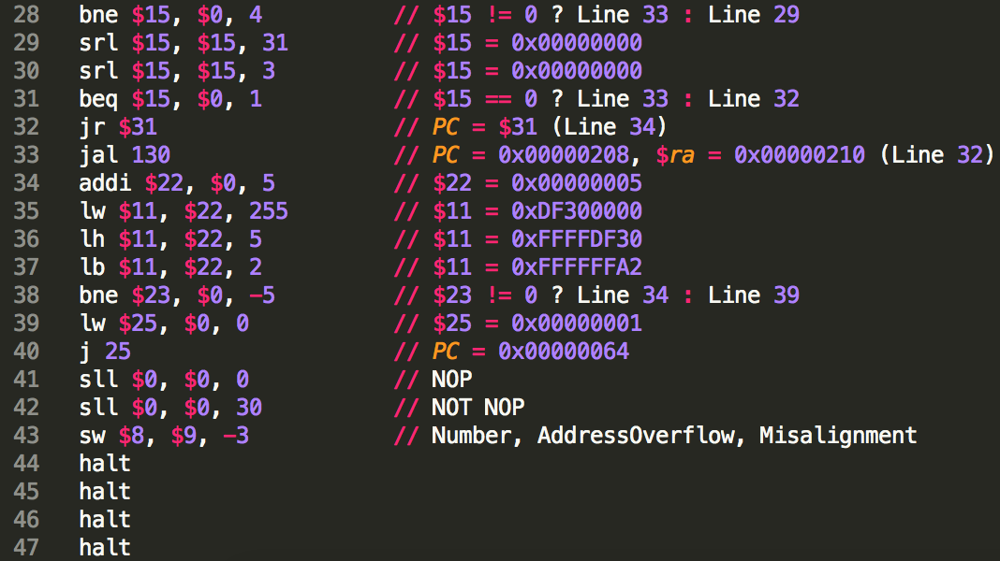 28 bne $15, $0, 4 // $15 != 0 ? Line 33 : Line 29
29 srl $15, $15, 31 // $15 = 0x00000000
30 srl $15, $15, 3 // $15 = 0x00000000
31 beq $15, $0, 1 // $15 == 0 ? Line 33 : Line 32
32 jr $31 // PC = $31 (Line 34)
33 jal 130 // PC = 0x00000208, $ra = 0x00000210 (Line 32)
34 addi $22, $0, 5 // $22 = 0x00000005
35 lw $11, $22, 255 // $11 = 0xDF300000
36 lh $11, $22, 5 // $11 = 0xFFFFDF30
37 lb $11, $22, 2 // $11 = 0xFFFFFFA2
38 bne $23, $0, -5 // $23 != 0 ? Line 34 : Line 39
39 lw $25, $0, 0 // $25 = 0x00000001
40 j 25 // PC = 0x00000064
41 sll $0, $0, 0 // NOP
42 sll $0, $0, 30 // NOT NOP
43 sw $8, $9, -3 // Number, AddressOverflow, Misalignment
44 halt
45 halt
46 halt
47 halt